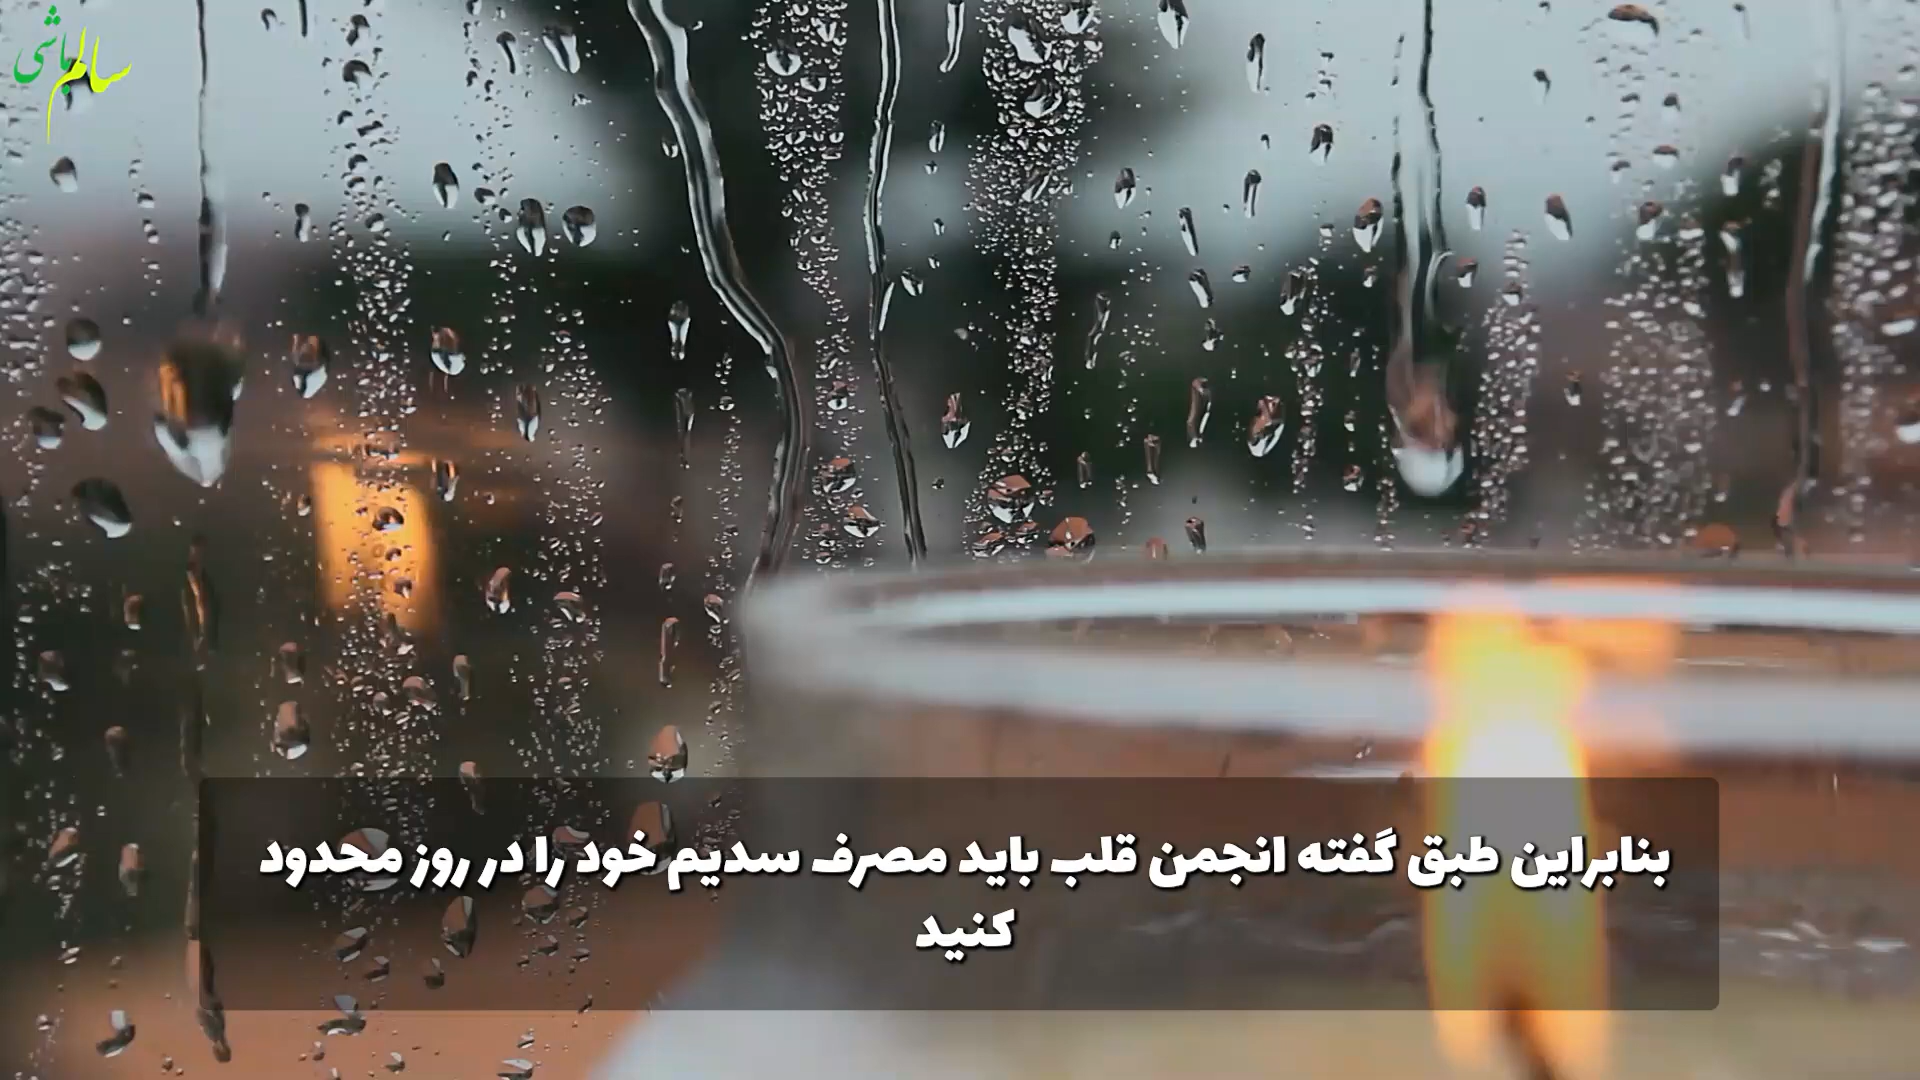 سالم باشی
بنابراین طبق گفته انجمن قلب باید مصرف سدیم خود را در روز محدود
کنید